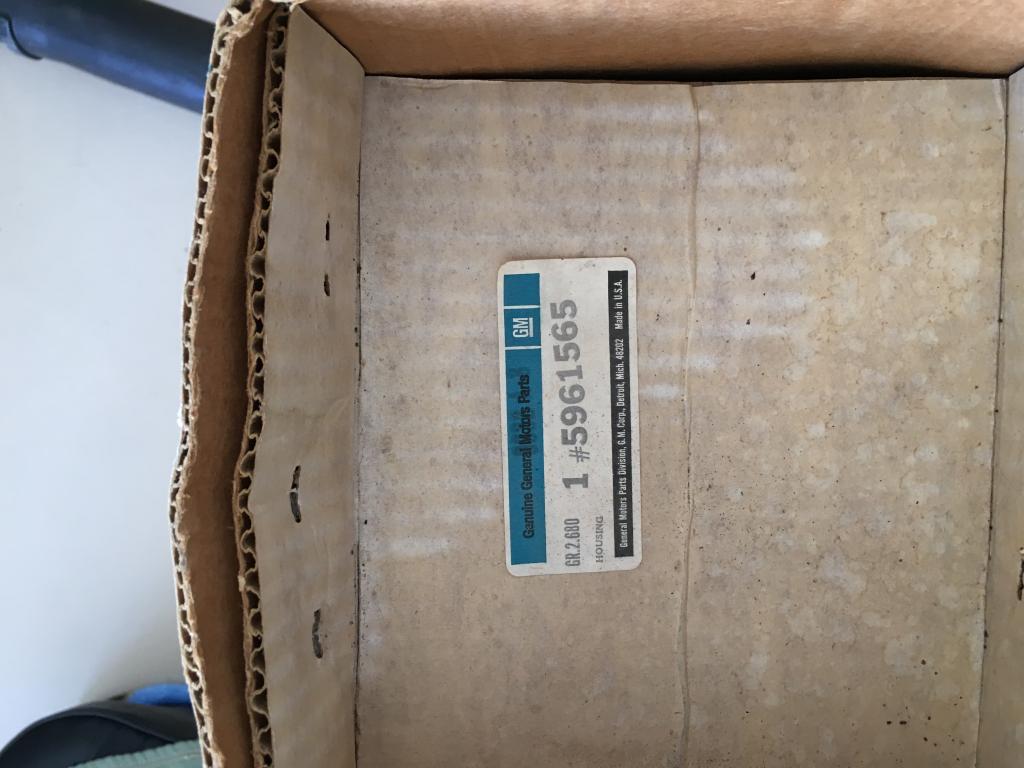 Genuine General Motors Parts GM
GR.2.680 1 #5961565
HOUSING
General Motors Parts Division, G. M. Corp., Detroit, Mich. 48202 Made in U.S.A.